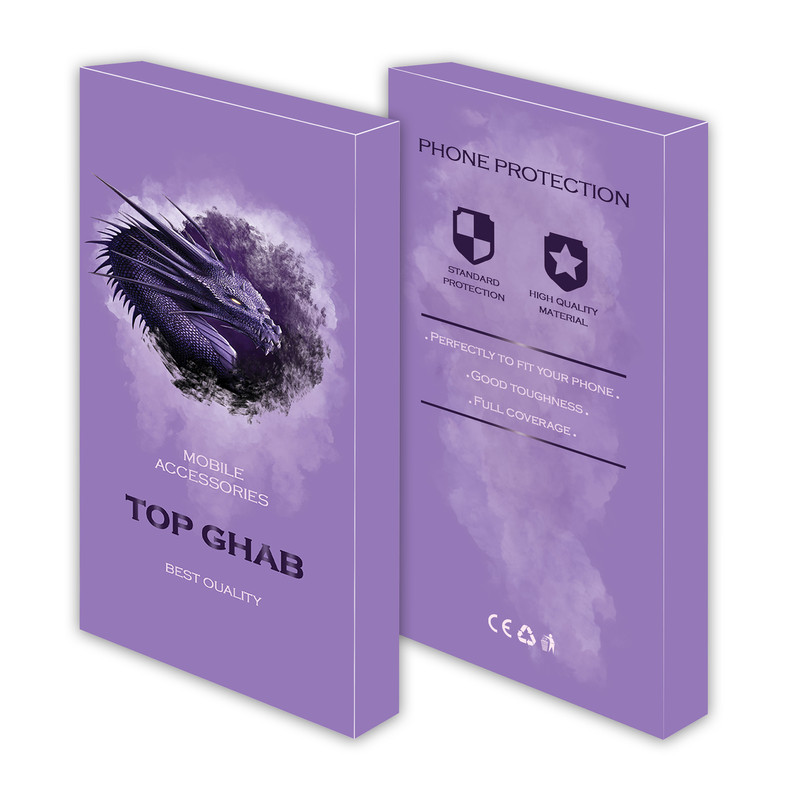 MOBILE
ACCESSORIES
TOP GHAB
BEST QUALITY
PHONE PROTECTION
STANDARD
PROTECTION
HIGH QUALITY
MATERIAL
. PERFECTLY TO FIT YOUR PHONE .
. GOOD TOUGHNESS .
. FULL COVERAGE .
CE